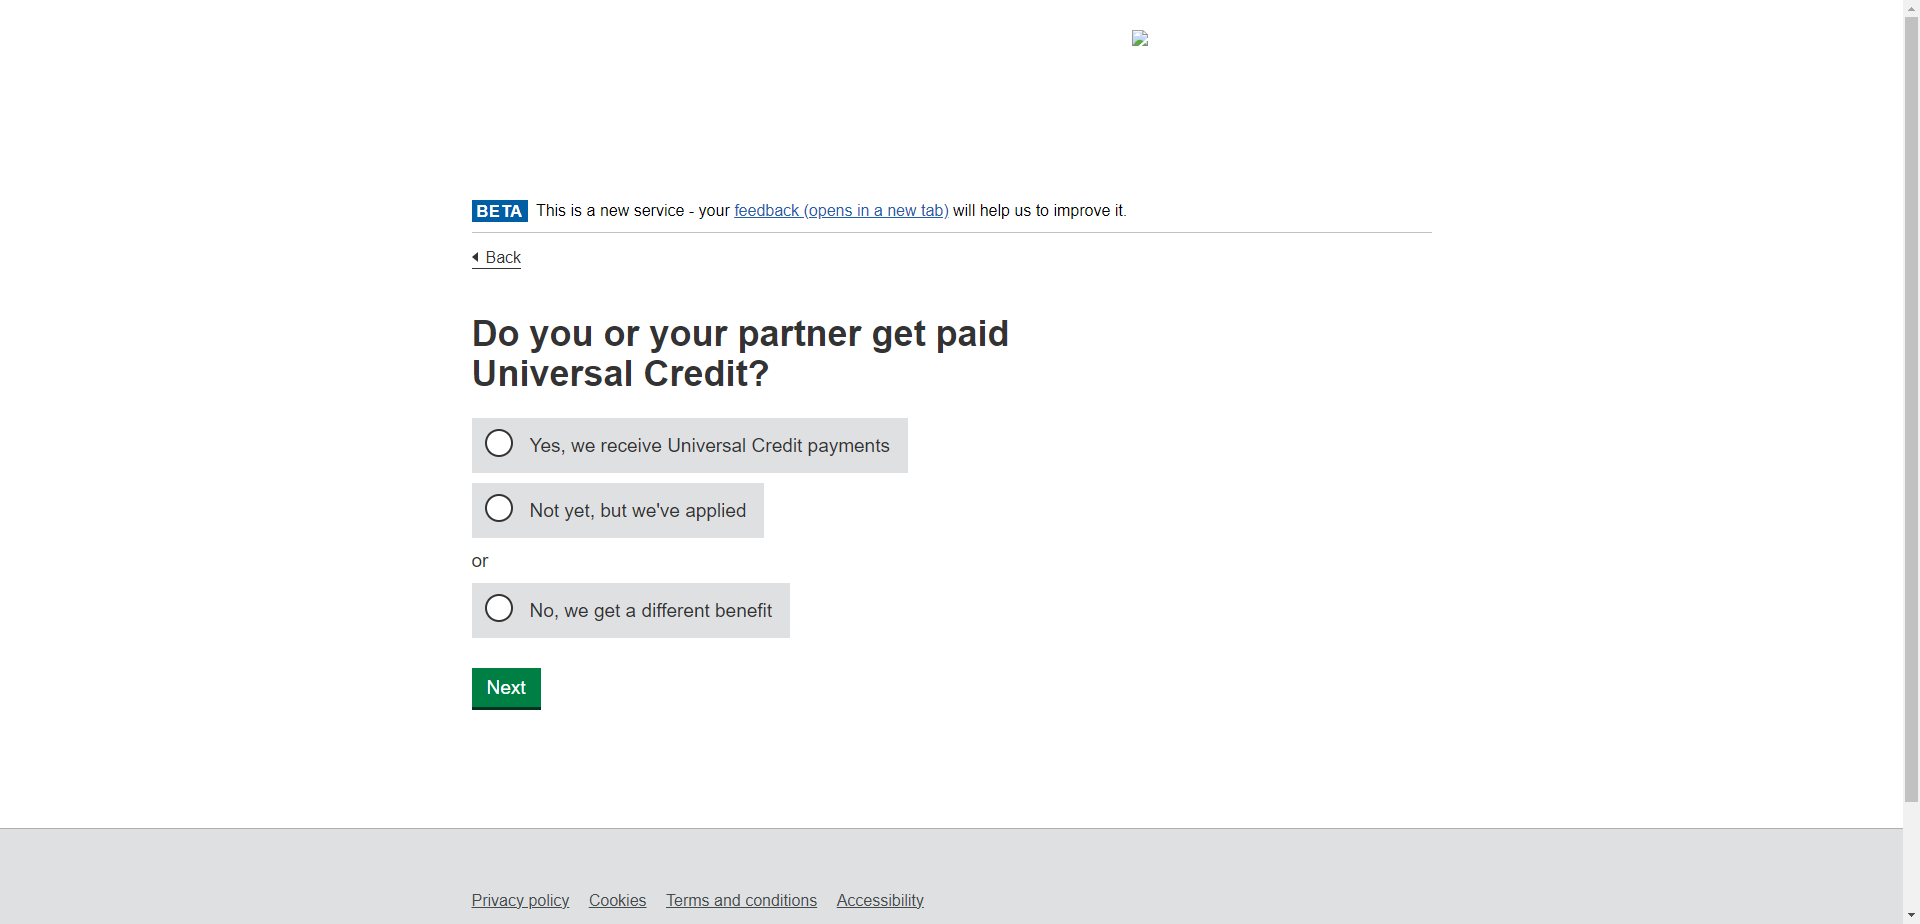 BETA This is a new service - your feedback (opens in a new tab) will help us to improve it.
Back
Do you or your partner get paid
Universal Credit?
Yes, we receive Universal Credit payments
Not yet, but we've applied
or
No, we get a different benefit
Next
Privacy policy Cookies Terms and conditions Accessibility